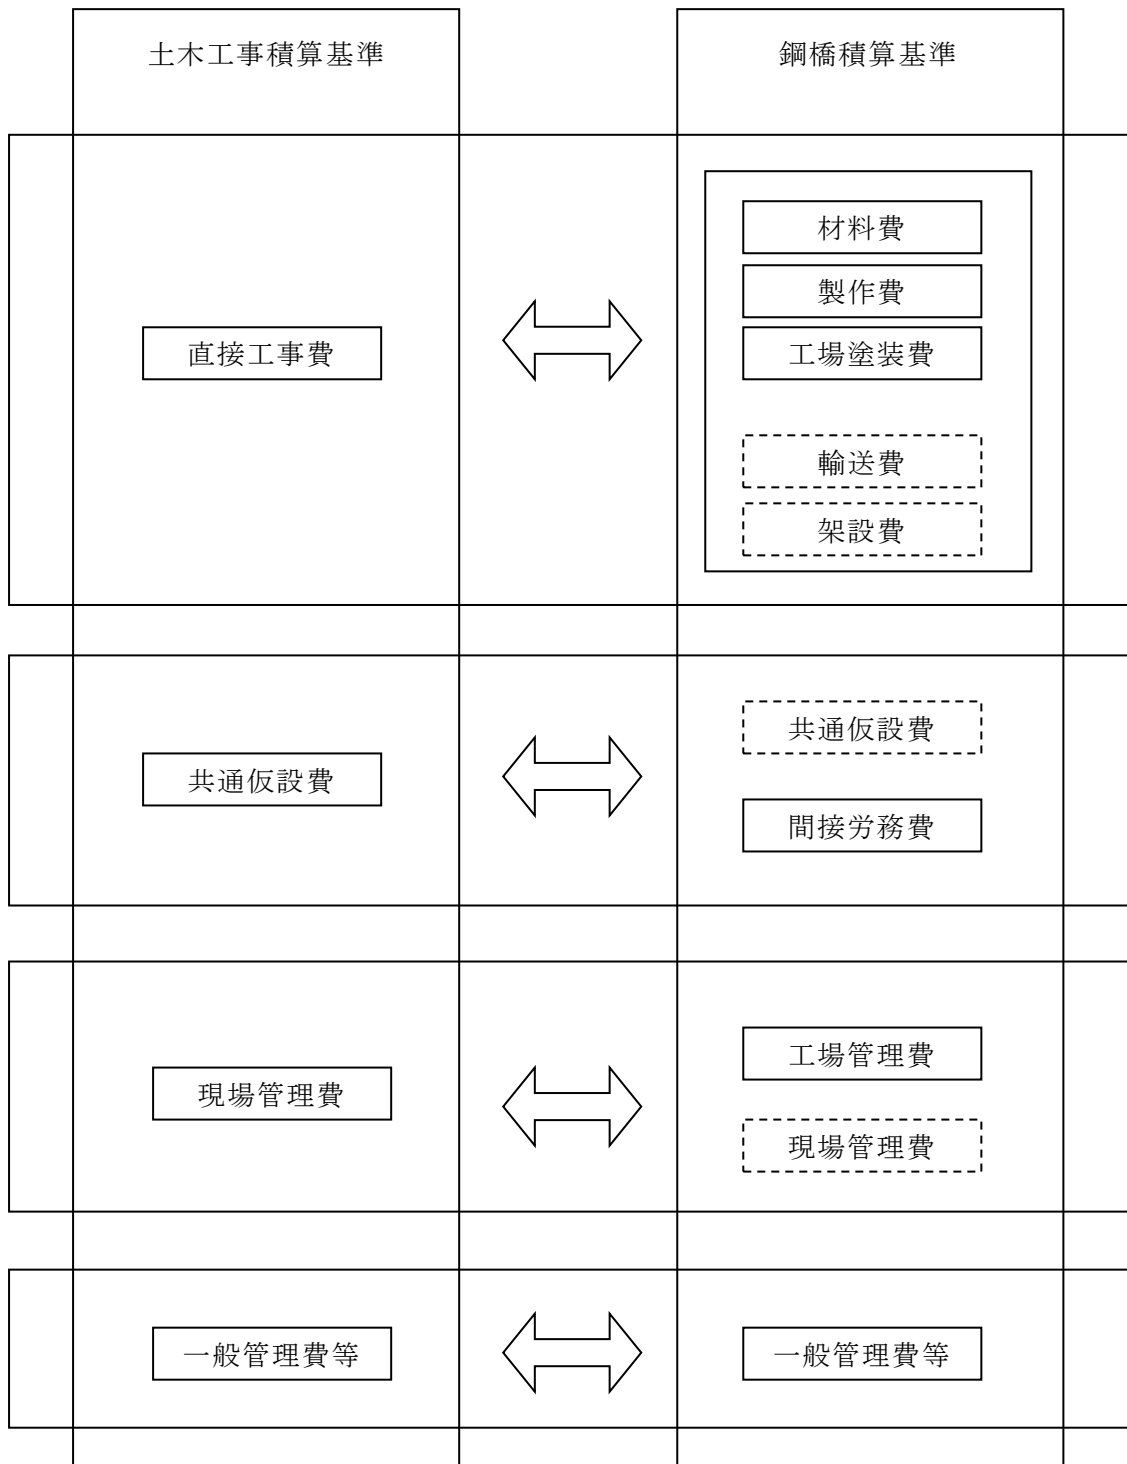 土木工事積算基準
鋼橋積算基準
直接工事費
材料費
製作費
工場塗装費
輸送費
架設費
共通仮設費
共通仮設費
間接労務費
現場管理費
工場管理費
現場管理費
一般管理費等
一般管理費等